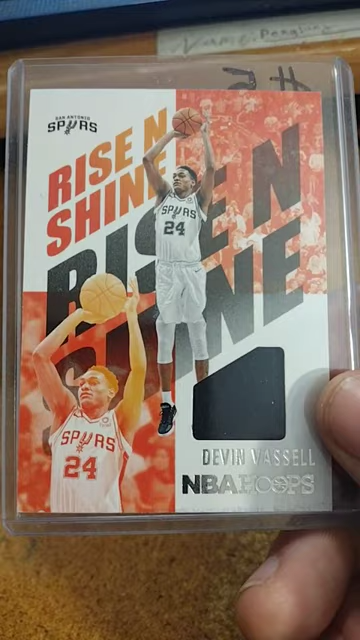 SAN ANTONIO
SPURS
RISE N
SHINE
RISE N
SHINE
SPURS
24
SPURS
24
DEVIN VASSELL
NBA HOOPS